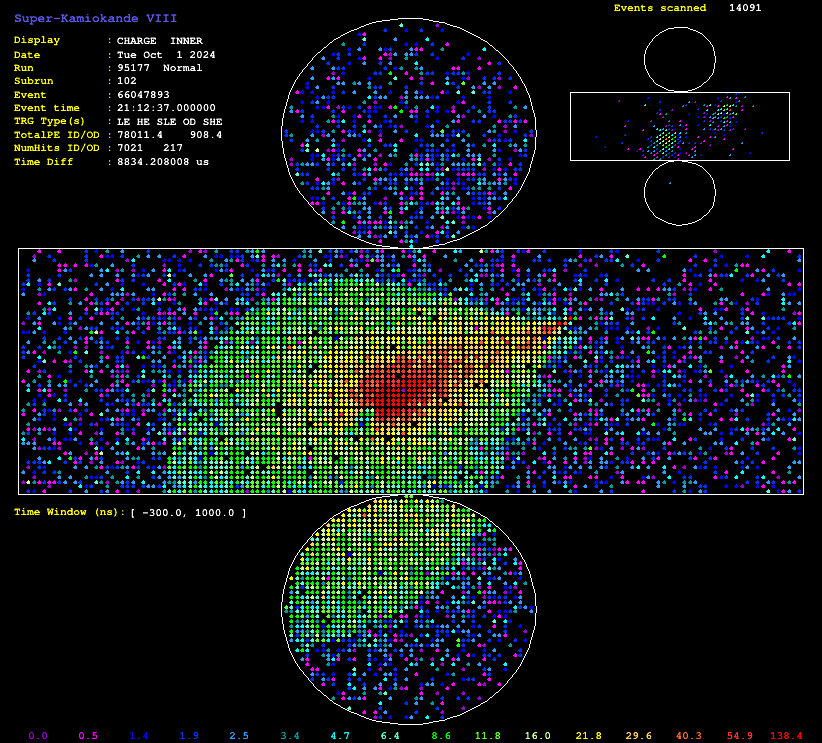 Super-Kamiokande VIII
Events scanned 14091
Display : CHARGE INNER
Date : Tue Oct 1 2024
Run : 95177 Normal
Subrun : 102
Event : 66047893
Event time : 21:12:37.000000
TRG Type(s) : LE HE SLE OD SHE
TotalPE ID/OD : 78011.4 908.4
NumHits ID/OD : 7021 217
Time Diff : 8834.208008 us
Time Window (ns): [ -300.0, 1000.0 ]
0.0 0.5 1.4 1.9 2.5 3.4 4.7 6.4 8.6 11.8 16.0 21.8 29.6 40.3 54.9 138.4